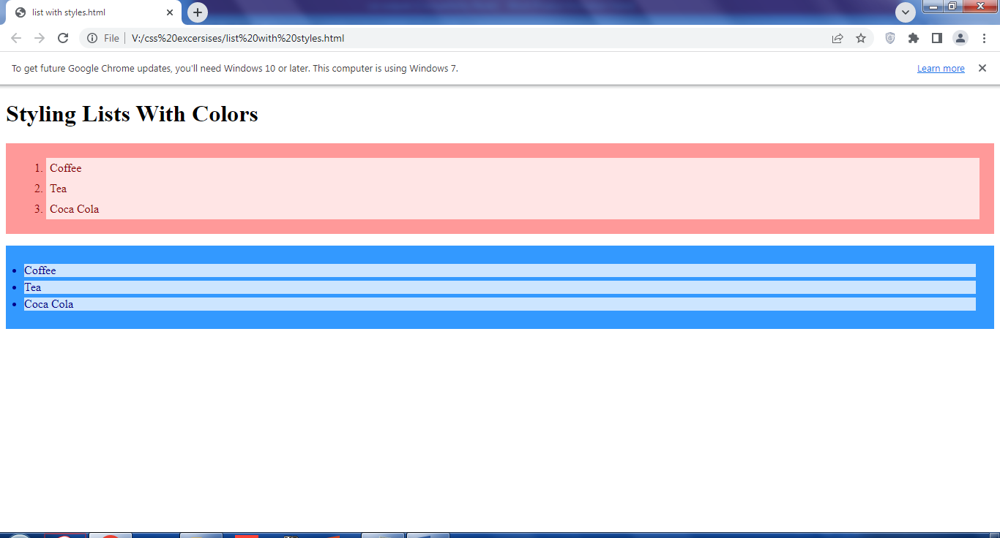 list with styles.html
File V:/css%20excersises/list%20with%20styles.html
To get future Google Chrome updates, you'll need Windows 10 or later. This computer is using Windows 7. Learn more
Styling Lists With Colors
1. Coffee
2. Tea
3. Coca Cola
• Coffee
• Tea
• Coca Cola